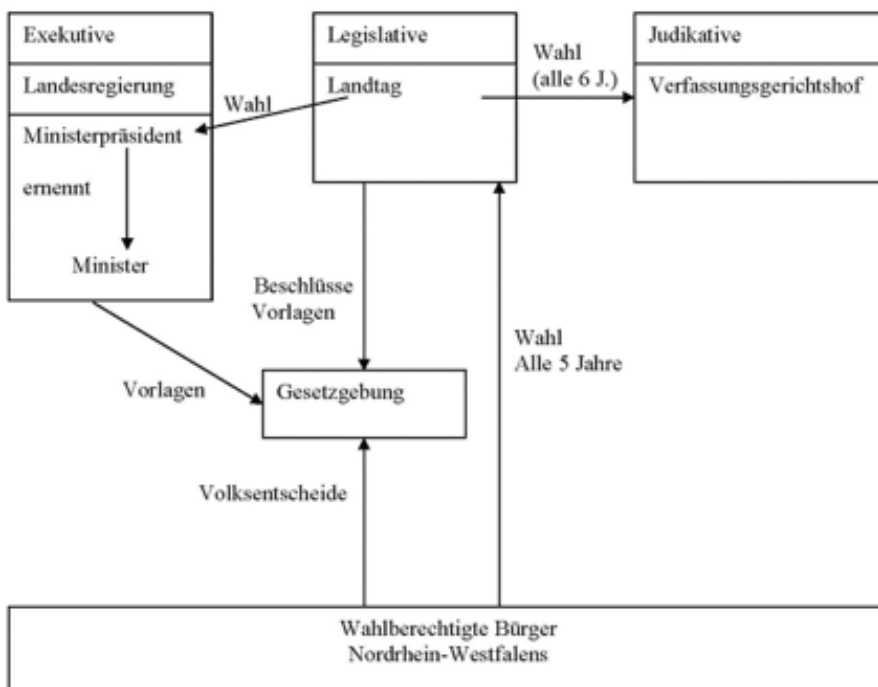 Exekutive
Landesregierung
Ministerpräsident
ernennt
Minister
Wahl
Legislative
Landtag
Wahl
(alle 6 J.)
Judikative
Verfassungsgerichtshof
Beschlüsse
Vorlagen
Wahl
Alle 5 Jahre
Vorlagen
Gesetzgebung
Volksentscheide
Wahlberechtigte Bürger
Nordrhein-Westfalens